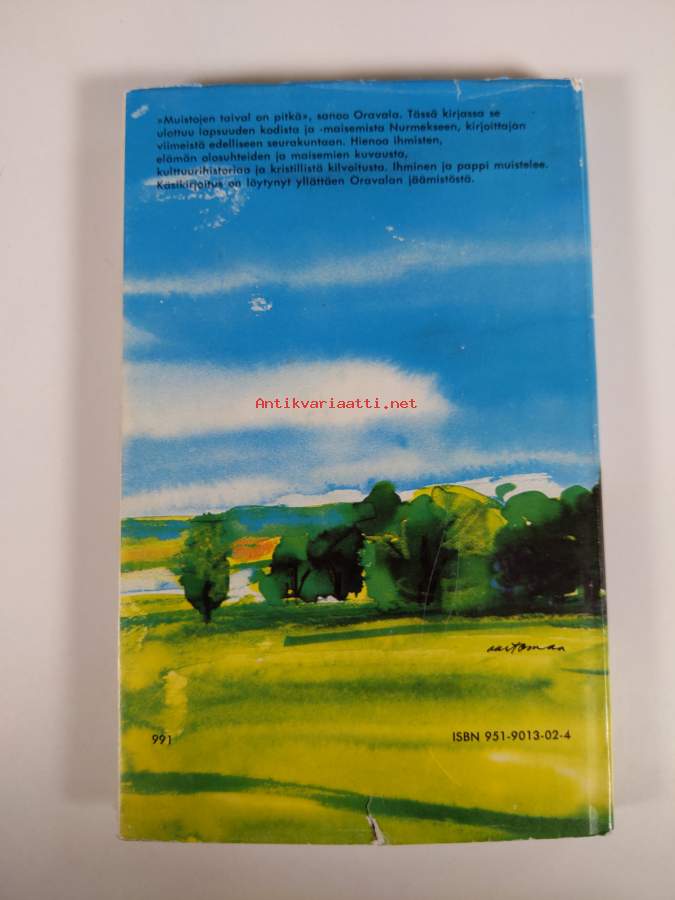 »Muistojen taival on pitkä», sanoo Oravala. Tässä kirjassa se
ulottuu lapsuuden kodista ja -maisemista Nurmekseen, kirjoittajan
viimeistä edelliseen seurakuntaan. Hienoa ihmisten,
elämän olosuhteiden ja maisemien kuvausta,
kulttuurihistoriaa ja kristillistä kilvoitusta. Ihminen ja pappi muistelee.
Käsikirjoitus on löytynyt yllättäen Oravalan jäämistöstä.
Antikvariaatti.net
aartoman
991
ISBN 951-9013-02-4